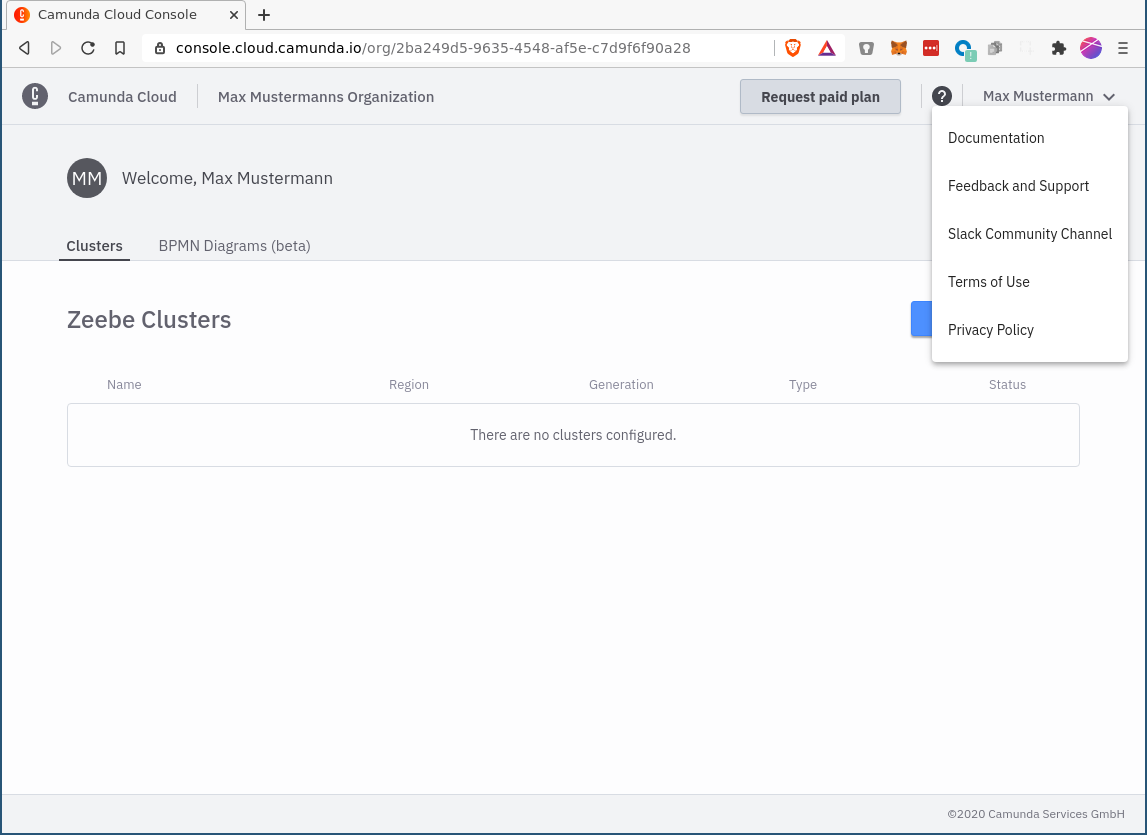 Camunda Cloud Console
console.cloud.camunda.io/org/2ba249d5-9635-4548-af5e-c7d9f6f90a28
Camunda Cloud
Max Mustermanns Organization
Request paid plan
?
Max Mustermann
MM
Welcome, Max Mustermann
Documentation
Feedback and Support
Slack Community Channel
Terms of Use
Privacy Policy
Clusters
BPMN Diagrams (beta)
Zeebe Clusters
Name Region Generation Type Status
There are no clusters configured.
©2020 Camunda Services GmbH